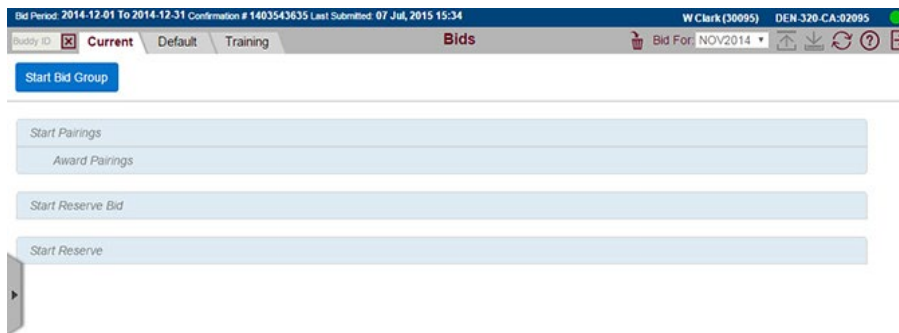 Bid Period: 2014-12-01 To 2014-12-31 Confirmation # 1403543635 Last Submitted: 07 Jul, 2015 15:34 W Clark (30095) DEN-320-CA:02095
Buddy ID Current Default Training Bids Bid For: NOV2014
Start Bid Group
Start Pairings
Award Pairings
Start Reserve Bid
Start Reserve